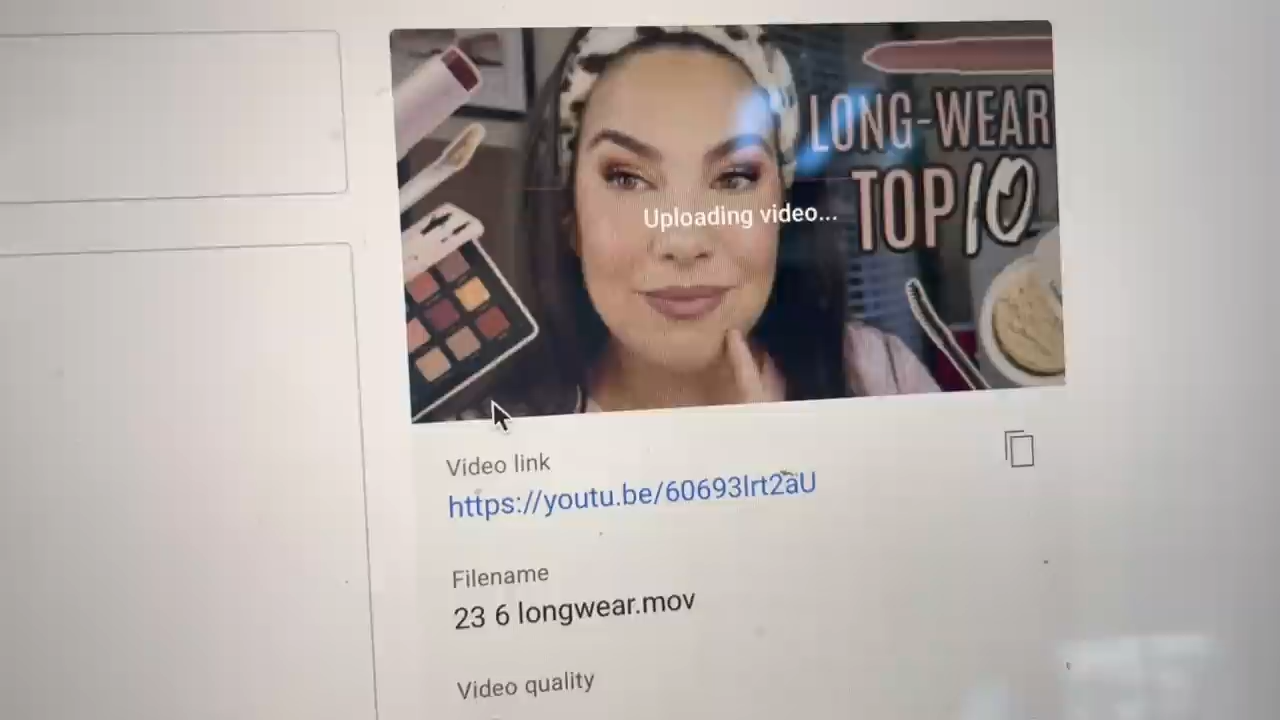 LONG-WEAR
TOP 10
Uploading video...
Video link
https://youtu.be/60693lrt2aU
Filename
23 6 longwear.mov
Video quality